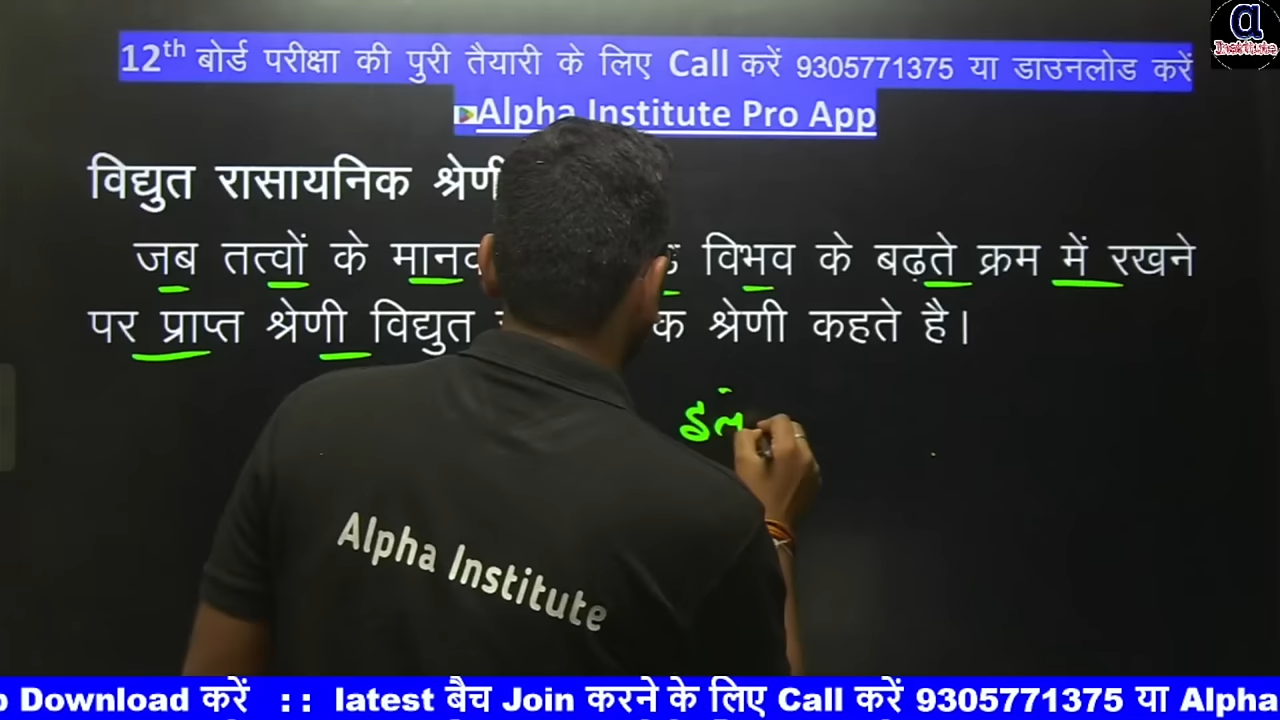 α
Institute
12th बोर्ड परीक्षा की पुरी तैयारी के लिए Call करें 9305771375 या डाउनलोड करें
Alpha Institute Pro App
विद्युत रासायनिक
जब तत्वों के विभव के बढ़ते क्रम में रखने
पर प्राप्त श्रेणी विद्युत श्रेणी कहते है।
Alpha Institute
Download करें :: latest बैच Join करने के लिए Call करें 9305771375 या Alpha